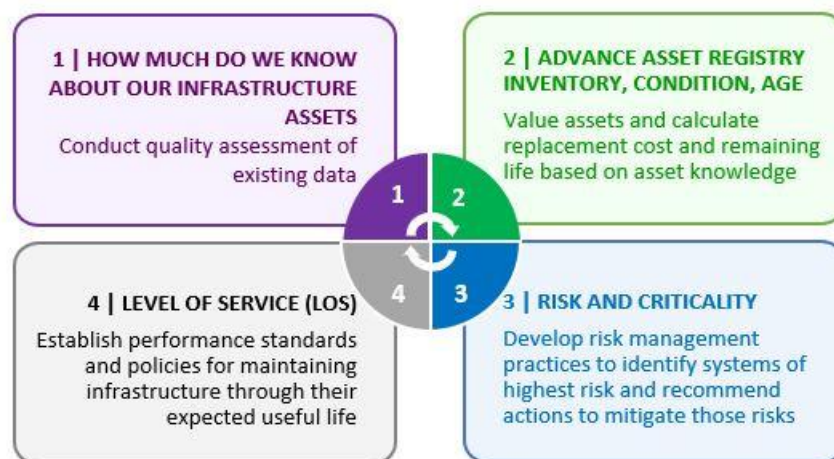 1 | HOW MUCH DO WE KNOW
ABOUT OUR INFRASTRUCTURE
ASSETS
Conduct quality assessment of
existing data
2 | ADVANCE ASSET REGISTRY
INVENTORY, CONDITION, AGE
Value assets and calculate
replacement cost and remaining
life based on asset knowledge
1
2
4
3
4 | LEVEL OF SERVICE (LOS)
Establish performance standards
and policies for maintaining
infrastructure through their
expected useful life
3 | RISK AND CRITICALITY
Develop risk management
practices to identify systems of
highest risk and recommend
actions to mitigate those risks